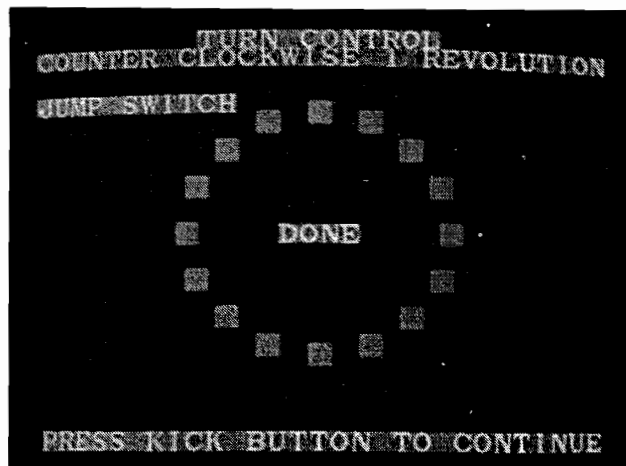 TURN CONTROL
COUNTER CLOCKWISE 1 REVOLUTION
JUMP SWITCH
DONE
PRESS KICK BUTTON TO CONTINUE